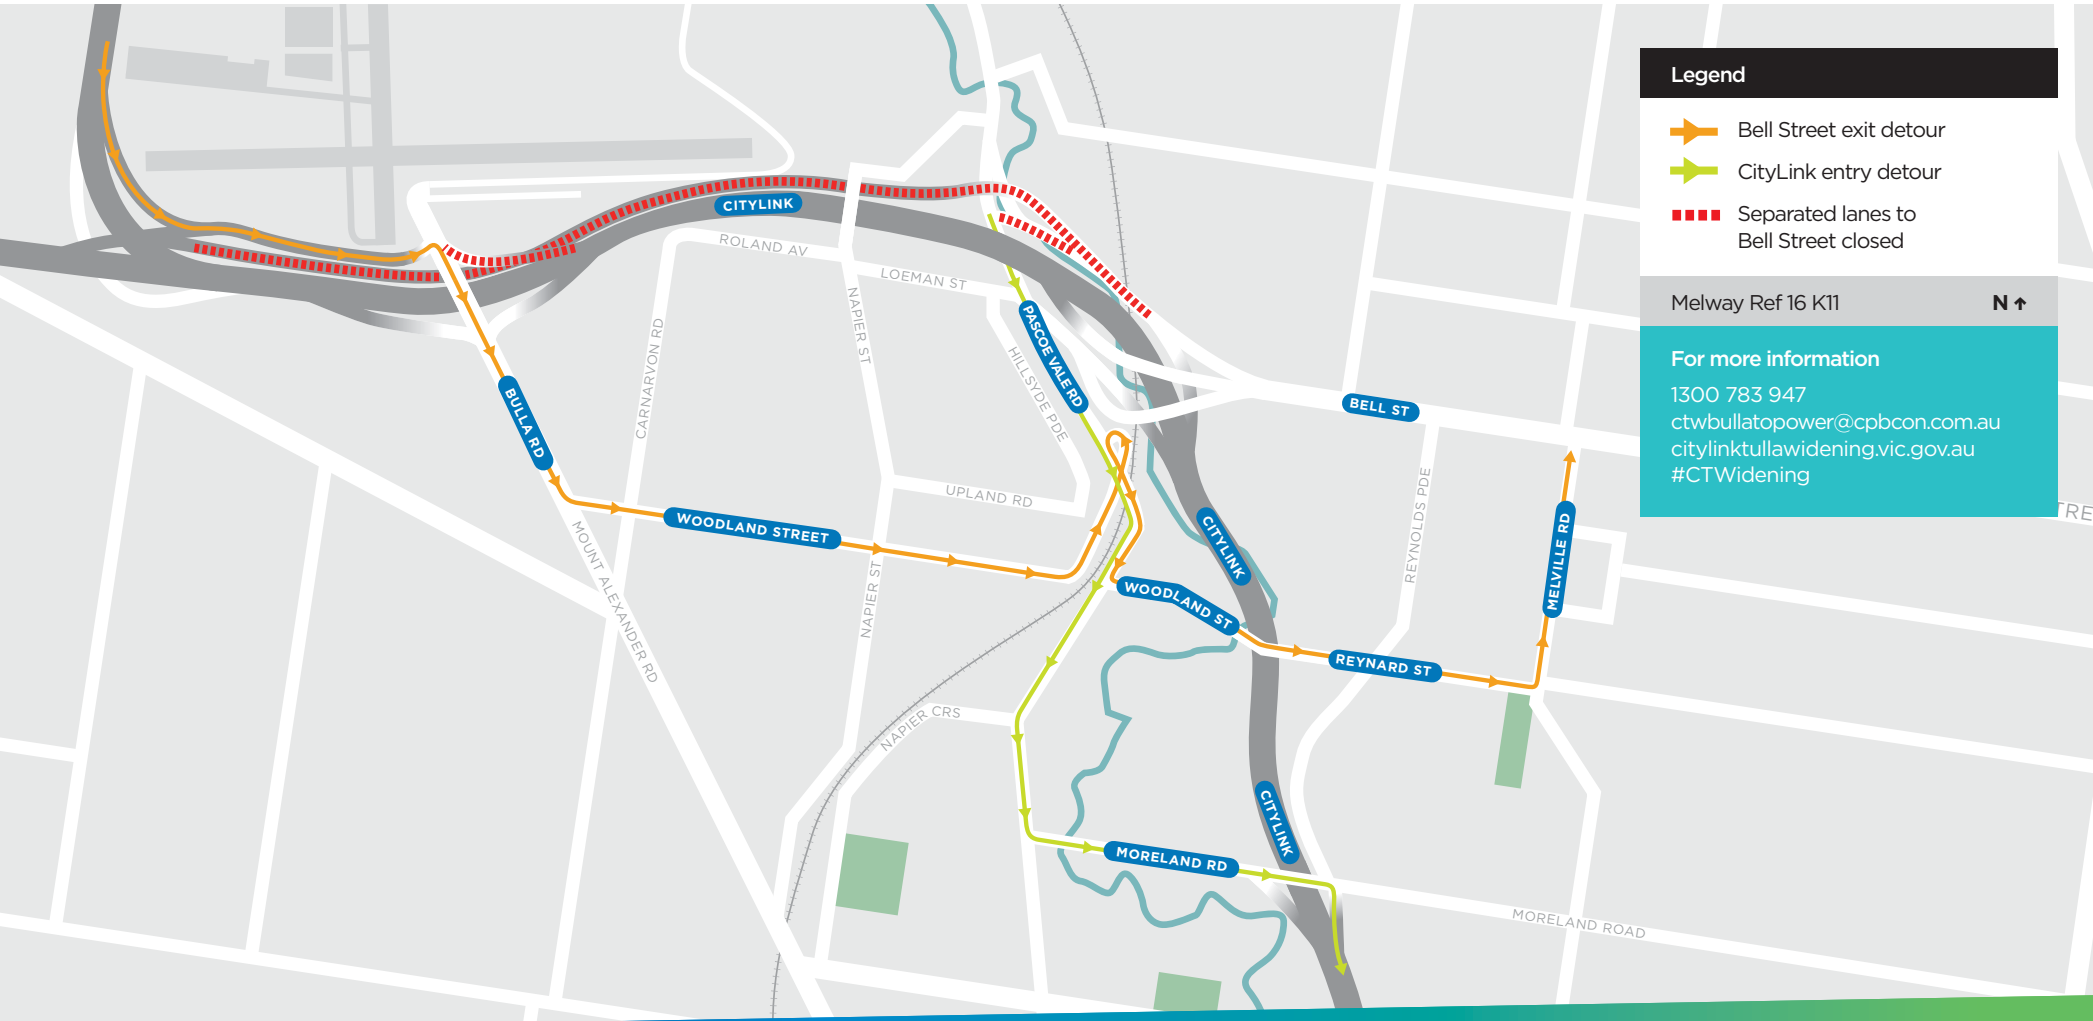 Legend
Bell Street exit detour
CityLink entry detour
Separated lanes to
Bell Street closed
Melway Ref 16 K11
N ↑
For more information
1300 783 947
ctwbullatopower@cpbcon.com.au
citylinktullawidening.vic.gov.au
#CTWidening
CITYLINK
ROLAND AV
LOEMAN ST
NAPIER ST
CARNARVON RD
PASCOE VALE RD
HILLSYDE PDE
BULLA RD
BELL ST
UPLAND RD
WOODLAND STREET
MOUNT ALEXANDER RD
NAPIER ST
CITYLINK
REYNOLDS PDE
MELVILLE RD
WOODLAND ST
REYNARD ST
NAPIER CRS
CITYLINK
MORELAND RD
MORELAND ROAD
TRE